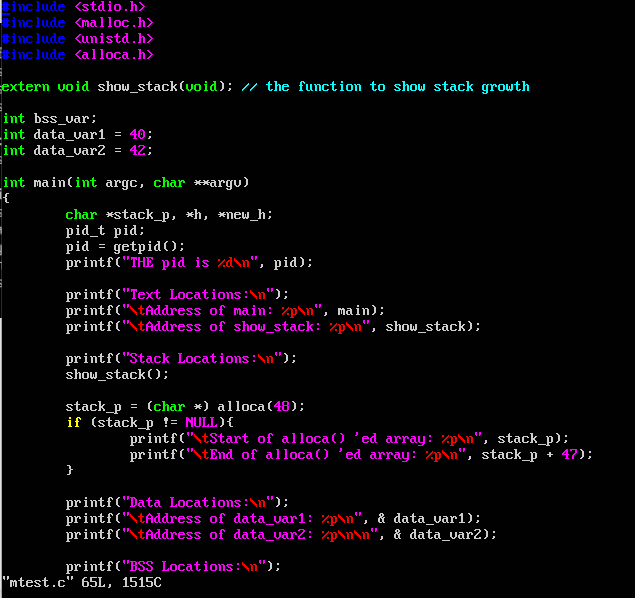 #include <stdio.h>
#include <malloc.h>
#include <unistd.h>
#include <alloca.h>

extern void show_stack(void); // the function to show stack growth

int bss_var;
int data_var1 = 40;
int data_var2 = 42;

int main(int argc, char **argv)
{
        char *stack_p, *h, *new_h;
        pid_t pid;
        pid = getpid();
        printf("THE pid is %d\n", pid);

        printf("Text Locations:\n");
        printf("\tAddress of main: %p\n", main);
        printf("\tAddress of show_stack: %p\n", show_stack);

        printf("Stack Locations:\n");
        show_stack();

        stack_p = (char *) alloca(48);
        if (stack_p != NULL){
                printf("\tStart of alloca() 'ed array: %p\n", stack_p);
                printf("\tEnd of alloca() 'ed array: %p\n", stack_p + 47);
        }

        printf("Data Locations:\n");
        printf("\tAddress of data_var1: %p\n", & data_var1);
        printf("\tAddress of data_var2: %p\n\n", & data_var2);

        printf("BSS Locations:\n");
"mtest.c" 65L, 1515C